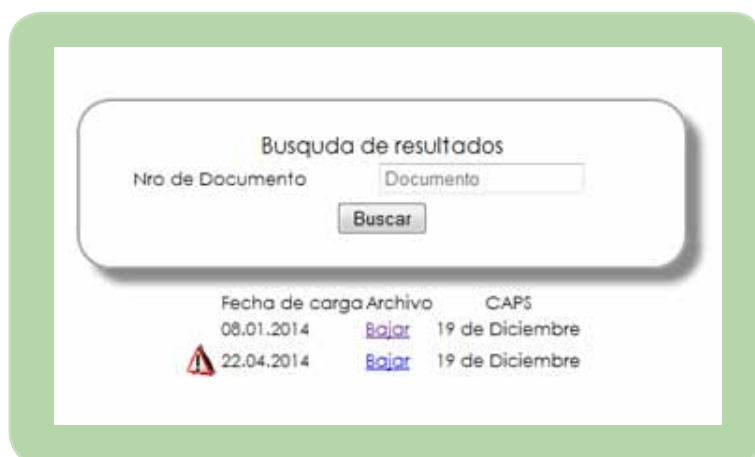 Busquda de resultados
Nro de Documento Documento
Buscar
Fecha de carga Archivo CAPS
08.01.2014 Bajar 19 de Diciembre
22.04.2014 Bajar 19 de Diciembre